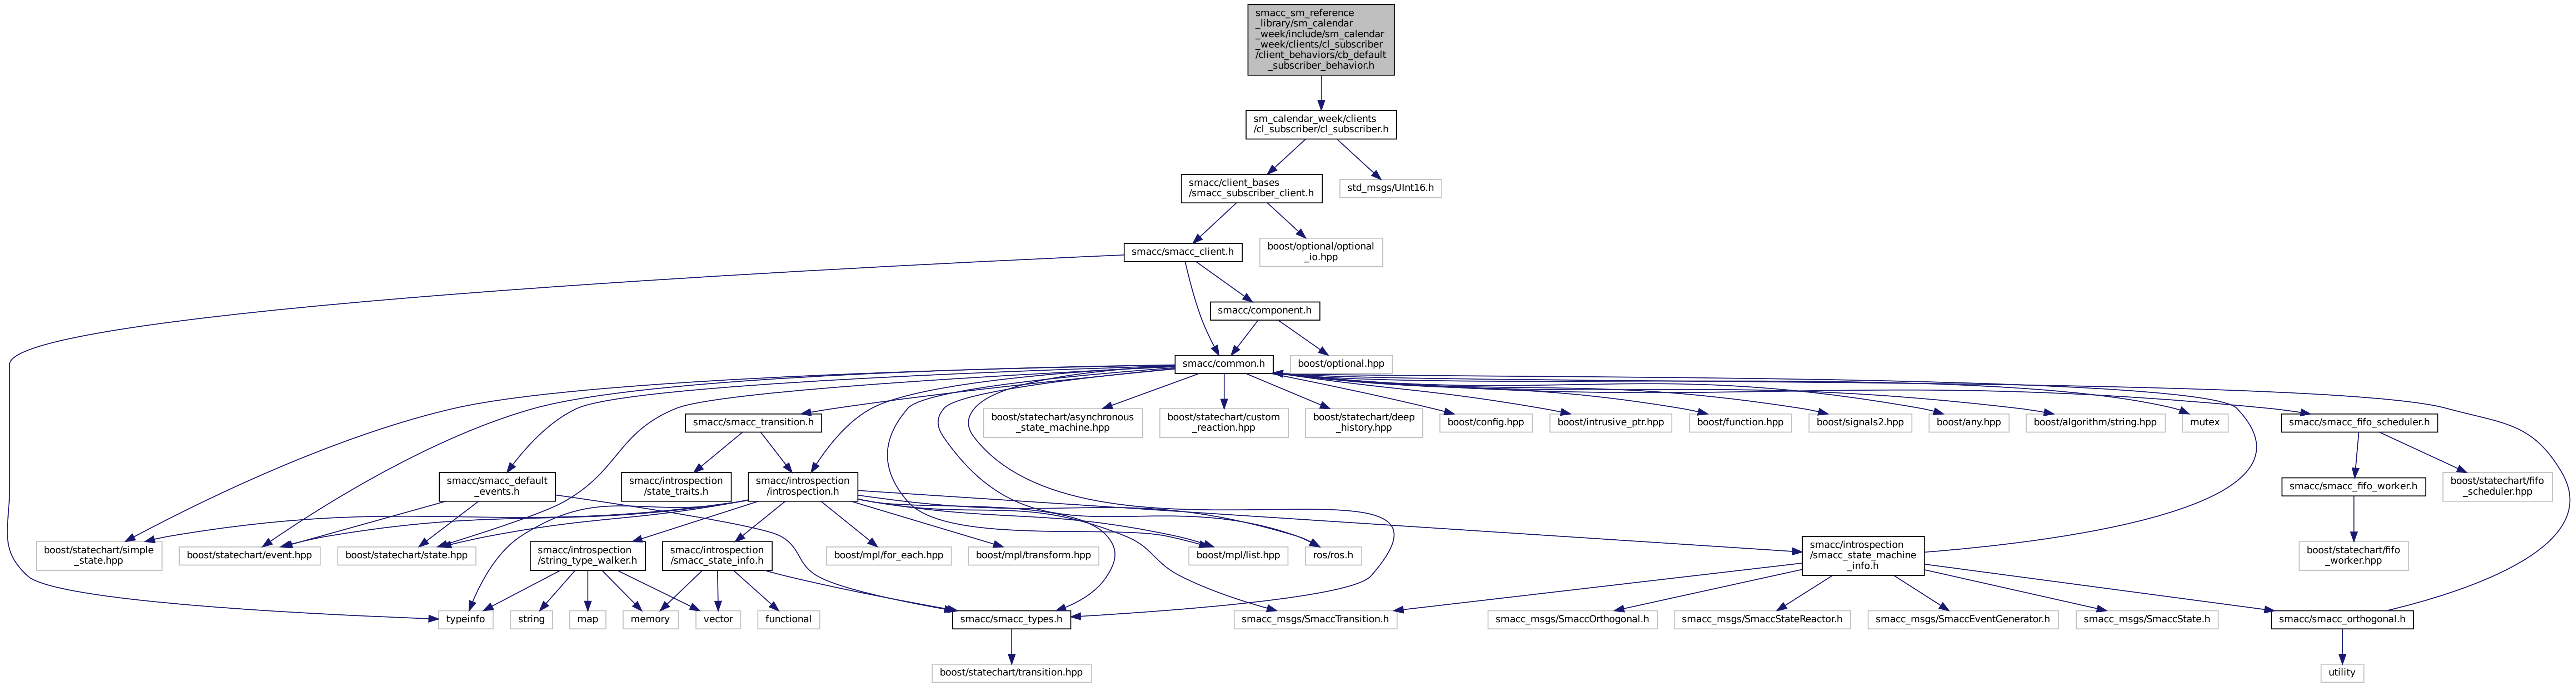 smacc_sm_reference
_library/sm_calendar
_week/include/sm_calendar
_week/clients/cl_subscriber
/client_behaviors/cb_default
_subscriber_behavior.h
sm_calendar_week/clients
/cl_subscriber/cl_subscriber.h
smacc/client_bases
/smacc_subscriber_client.h
std_msgs/UInt16.h
smacc/smacc_client.h
boost/optional/optional
_io.hpp
smacc/component.h
smacc/common.h
boost/optional.hpp
smacc/smacc_transition.h
boost/statechart/asynchronous
_state_machine.hpp
boost/statechart/custom
_reaction.hpp
boost/statechart/deep
_history.hpp
boost/config.hpp
boost/intrusive_ptr.hpp
boost/function.hpp
boost/signals2.hpp
boost/any.hpp
boost/algorithm/string.hpp
mutex
smacc/smacc_fifo_scheduler.h
smacc/smacc_default
_events.h
smacc/introspection
/state_traits.h
smacc/introspection
/introspection.h
smacc/smacc_fifo_worker.h
boost/statechart/fifo
_scheduler.hpp
boost/statechart/simple
_state.hpp
boost/statechart/event.hpp
boost/statechart/state.hpp
smacc/introspection
/string_type_walker.h
smacc/introspection
/smacc_state_info.h
boost/mpl/for_each.hpp
boost/mpl/transform.hpp
boost/mpl/list.hpp
ros/ros.h
smacc/introspection
/smacc_state_machine
_info.h
boost/statechart/fifo
_worker.hpp
typeinfo
string
map
memory
vector
functional
smacc/smacc_types.h
smacc_msgs/SmaccTransition.h
smacc_msgs/SmaccOrthogonal.h
smacc_msgs/SmaccStateReactor.h
smacc_msgs/SmaccEventGenerator.h
smacc_msgs/SmaccState.h
smacc/smacc_orthogonal.h
boost/statechart/transition.hpp
utility